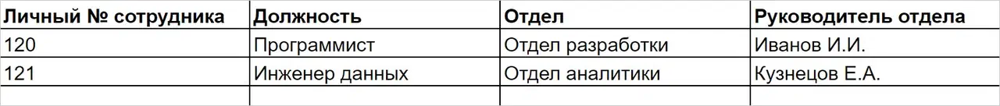 Личный № сотрудника Должность Отдел Руководитель отдела
120 Программист Отдел разработки Иванов И.И.
121 Инженер данных Отдел аналитики Кузнецов Е.А.